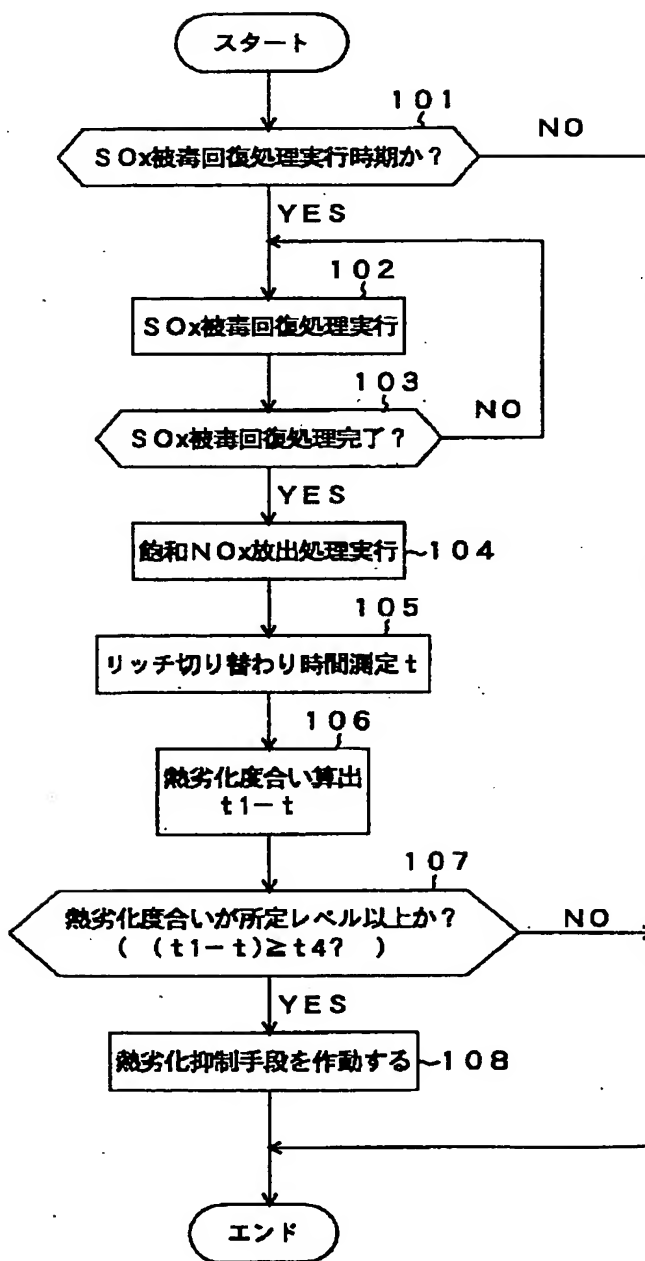 スタート
101
SOx被毒回復処理実行時期か?
NO
YES
102
SOx被毒回復処理実行
103
SOx被毒回復処理完了?
NO
YES
飽和NOx放出処理実行
104
105
リッチ切り替わり時間測定t
106
熱劣化度合い算出
t1-t
107
熱劣化度合いが所定レベル以上か?
( (t1-t)≧t4? )
NO
YES
熱劣化抑制手段を作動する
108
エンド